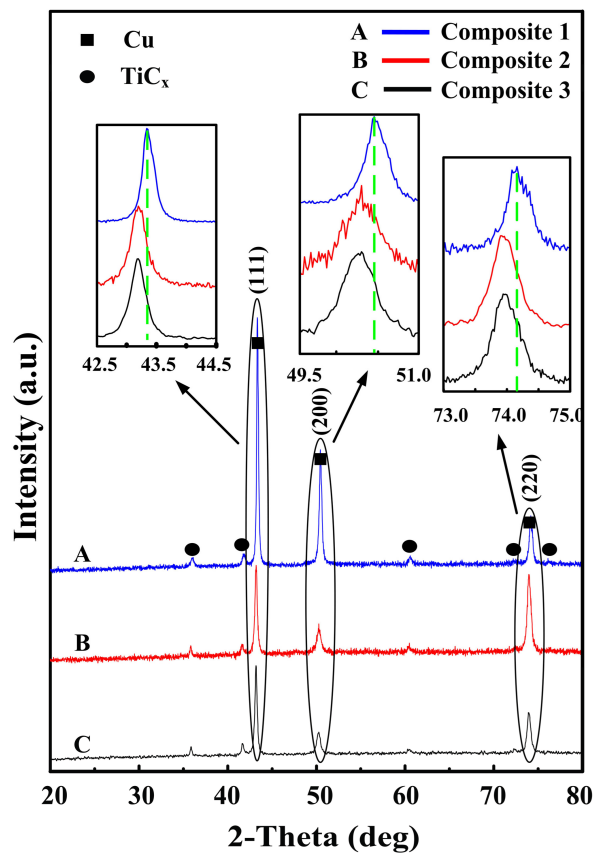 Cu
TiCx
A Composite 1
B Composite 2
C Composite 3
42.5 43.5 44.5
49.5 51.0
73.0 74.0 75.0
(111)
(200)
(220)
A
B
C
Intensity (a.u.)
20 30 40 50 60 70 80
2-Theta (deg)